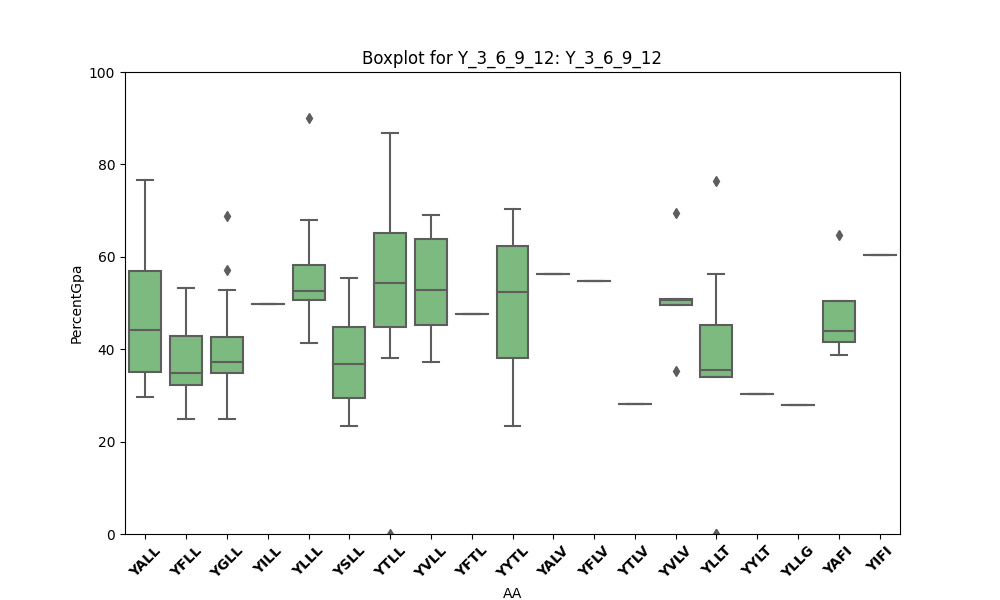 Boxplot for Y_3_6_9_12: Y_3_6_9_12
PercentGpa
100
80
60
40
20
0
YALL YFLL YGLL YILL YLLL YSLL YTLL YVLL YFTL YYTL YALV YFLV YTLV YVLV YLLT YYLT YLLG YAFI YIFI
AA